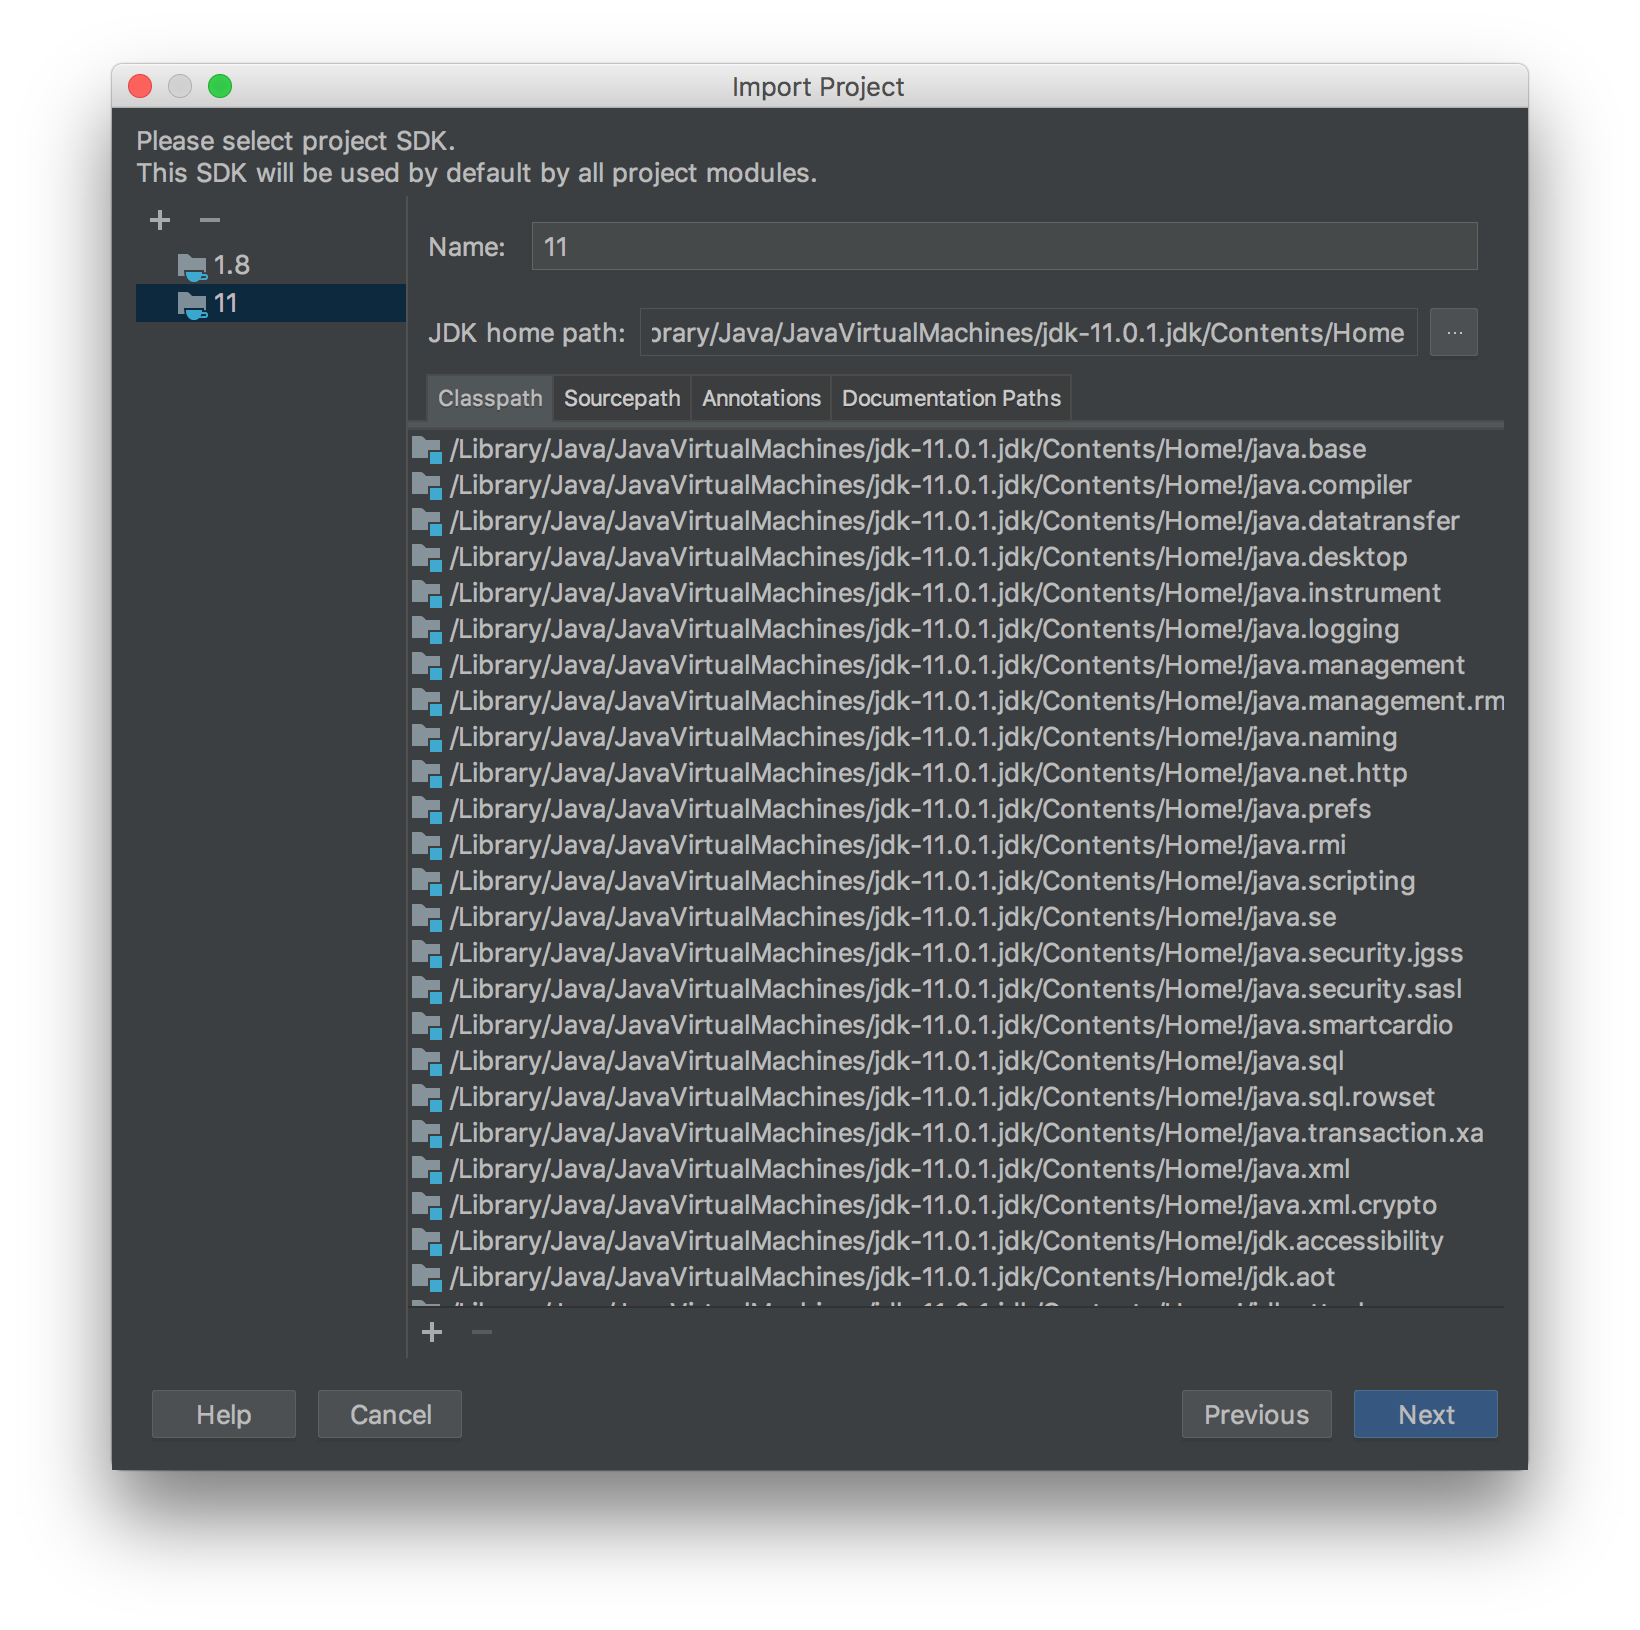 Import Project
Please select project SDK.
This SDK will be used by default by all project modules.
1.8
11
Name: 11
JDK home path: brary/Java/JavaVirtualMachines/jdk-11.0.1.jdk/Contents/Home ...
Classpath Sourcepath Annotations Documentation Paths
/Library/Java/JavaVirtualMachines/jdk-11.0.1.jdk/Contents/Home!/java.base
/Library/Java/JavaVirtualMachines/jdk-11.0.1.jdk/Contents/Home!/java.compiler
/Library/Java/JavaVirtualMachines/jdk-11.0.1.jdk/Contents/Home!/java.datatransfer
/Library/Java/JavaVirtualMachines/jdk-11.0.1.jdk/Contents/Home!/java.desktop
/Library/Java/JavaVirtualMachines/jdk-11.0.1.jdk/Contents/Home!/java.instrument
/Library/Java/JavaVirtualMachines/jdk-11.0.1.jdk/Contents/Home!/java.logging
/Library/Java/JavaVirtualMachines/jdk-11.0.1.jdk/Contents/Home!/java.management
/Library/Java/JavaVirtualMachines/jdk-11.0.1.jdk/Contents/Home!/java.management.rm
/Library/Java/JavaVirtualMachines/jdk-11.0.1.jdk/Contents/Home!/java.naming
/Library/Java/JavaVirtualMachines/jdk-11.0.1.jdk/Contents/Home!/java.net.http
/Library/Java/JavaVirtualMachines/jdk-11.0.1.jdk/Contents/Home!/java.prefs
/Library/Java/JavaVirtualMachines/jdk-11.0.1.jdk/Contents/Home!/java.rmi
/Library/Java/JavaVirtualMachines/jdk-11.0.1.jdk/Contents/Home!/java.scripting
/Library/Java/JavaVirtualMachines/jdk-11.0.1.jdk/Contents/Home!/java.se
/Library/Java/JavaVirtualMachines/jdk-11.0.1.jdk/Contents/Home!/java.security.jgss
/Library/Java/JavaVirtualMachines/jdk-11.0.1.jdk/Contents/Home!/java.security.sasl
/Library/Java/JavaVirtualMachines/jdk-11.0.1.jdk/Contents/Home!/java.smartcardio
/Library/Java/JavaVirtualMachines/jdk-11.0.1.jdk/Contents/Home!/java.sql
/Library/Java/JavaVirtualMachines/jdk-11.0.1.jdk/Contents/Home!/java.sql.rowset
/Library/Java/JavaVirtualMachines/jdk-11.0.1.jdk/Contents/Home!/java.transaction.xa
/Library/Java/JavaVirtualMachines/jdk-11.0.1.jdk/Contents/Home!/java.xml
/Library/Java/JavaVirtualMachines/jdk-11.0.1.jdk/Contents/Home!/java.xml.crypto
/Library/Java/JavaVirtualMachines/jdk-11.0.1.jdk/Contents/Home!/jdk.accessibility
/Library/Java/JavaVirtualMachines/jdk-11.0.1.jdk/Contents/Home!/jdk.aot
Help Cancel Previous Next